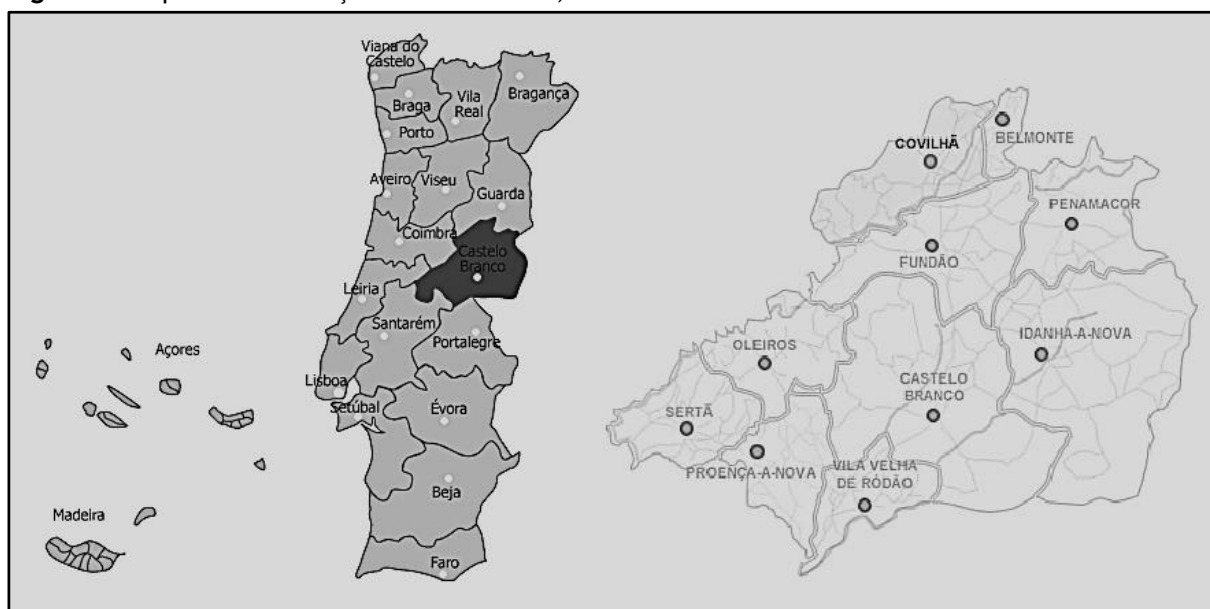 Viana do
Castelo
Braga
Vila
Real
Bragança
Porto
Aveiro
Viseu
Guarda
Coimbra
Castelo
Branco
Leiria
Santarém
Portalegre
Lisboa
Setúbal
Évora
Beja
Faro
Açores
Madeira
COVILHÃ
BELMONTE
PENAMACOR
FUNDÃO
IDANHA-A-NOVA
OLEIROS
CASTELO
BRANCO
SERTÃ
PROENÇA-A-NOVA
VILA VELHA
DE RÓDÃO